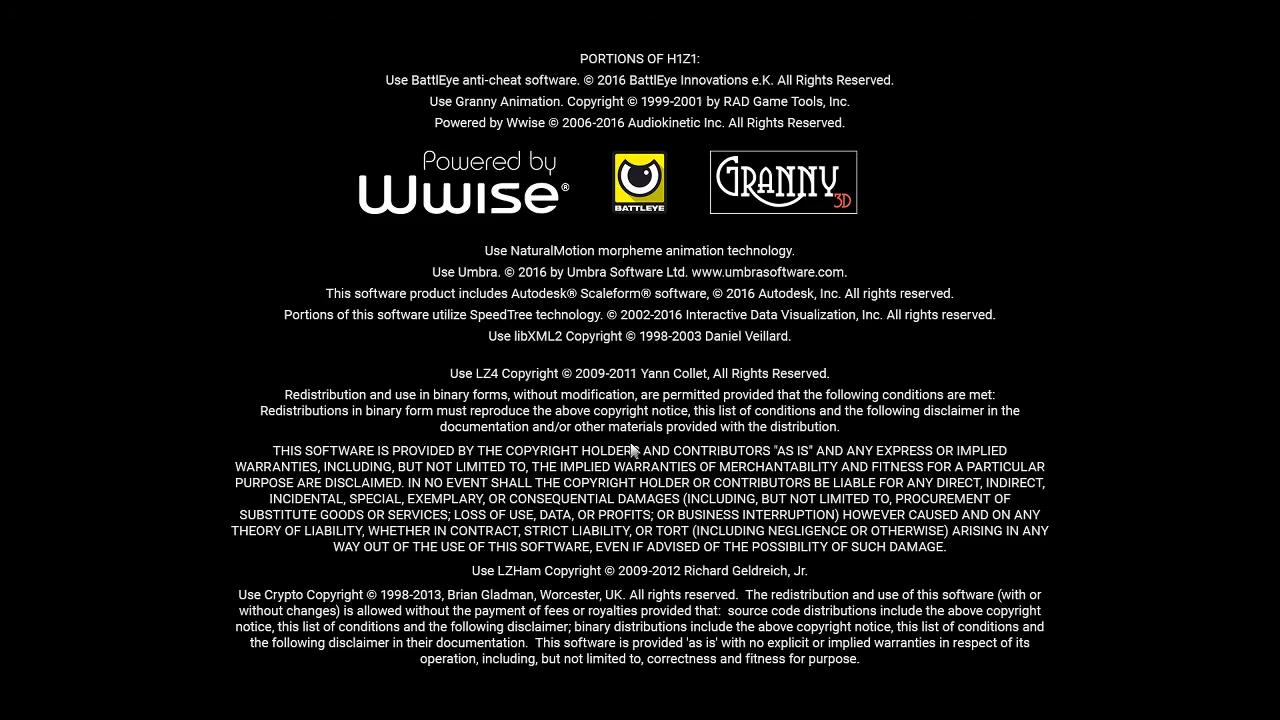 PORTIONS OF H1Z1:
Use BattlEye anti-cheat software. © 2016 BattlEye Innovations e.K. All Rights Reserved.
Use Granny Animation. Copyright © 1999-2001 by RAD Game Tools, Inc.
Powered by Wwise © 2006-2016 Audiokinetic Inc. All Rights Reserved.
Powered by
Wwise®
BATTLEYE
GRANNY
3D
Use NaturalMotion morpheme animation technology.
Use Umbra. © 2016 by Umbra Software Ltd. www.umbrasoftware.com.
This software product includes Autodesk® Scaleform® software, © 2016 Autodesk, Inc. All rights reserved.
Portions of this software utilize SpeedTree technology. © 2002-2016 Interactive Data Visualization, Inc. All rights reserved.
Use libXML2 Copyright © 1998-2003 Daniel Veillard.
Use LZ4 Copyright © 2009-2011 Yann Collet, All Rights Reserved.
Redistribution and use in binary forms, without modification, are permitted provided that the following conditions are met:
Redistributions in binary form must reproduce the above copyright notice, this list of conditions and the following disclaimer in the
documentation and/or other materials provided with the distribution.
THIS SOFTWARE IS PROVIDED BY THE COPYRIGHT HOLDERS AND CONTRIBUTORS "AS IS" AND ANY EXPRESS OR IMPLIED
WARRANTIES, INCLUDING, BUT NOT LIMITED TO, THE IMPLIED WARRANTIES OF MERCHANTABILITY AND FITNESS FOR A PARTICULAR
PURPOSE ARE DISCLAIMED. IN NO EVENT SHALL THE COPYRIGHT HOLDER OR CONTRIBUTORS BE LIABLE FOR ANY DIRECT, INDIRECT,
INCIDENTAL, SPECIAL, EXEMPLARY, OR CONSEQUENTIAL DAMAGES (INCLUDING, BUT NOT LIMITED TO, PROCUREMENT OF
SUBSTITUTE GOODS OR SERVICES; LOSS OF USE, DATA, OR PROFITS; OR BUSINESS INTERRUPTION) HOWEVER CAUSED AND ON ANY
THEORY OF LIABILITY, WHETHER IN CONTRACT, STRICT LIABILITY, OR TORT (INCLUDING NEGLIGENCE OR OTHERWISE) ARISING IN ANY
WAY OUT OF THE USE OF THIS SOFTWARE, EVEN IF ADVISED OF THE POSSIBILITY OF SUCH DAMAGE.
Use LZHam Copyright © 2009-2012 Richard Geldreich, Jr.
Use Crypto Copyright © 1998-2013, Brian Gladman, Worcester, UK. All rights reserved.  The redistribution and use of this software (with or
without changes) is allowed without the payment of fees or royalties provided that:  source code distributions include the above copyright
notice, this list of conditions and the following disclaimer; binary distributions include the above copyright notice, this list of conditions and
the following disclaimer in their documentation.  This software is provided 'as is' with no explicit or implied warranties in respect of its
operation, including, but not limited to, correctness and fitness for purpose.